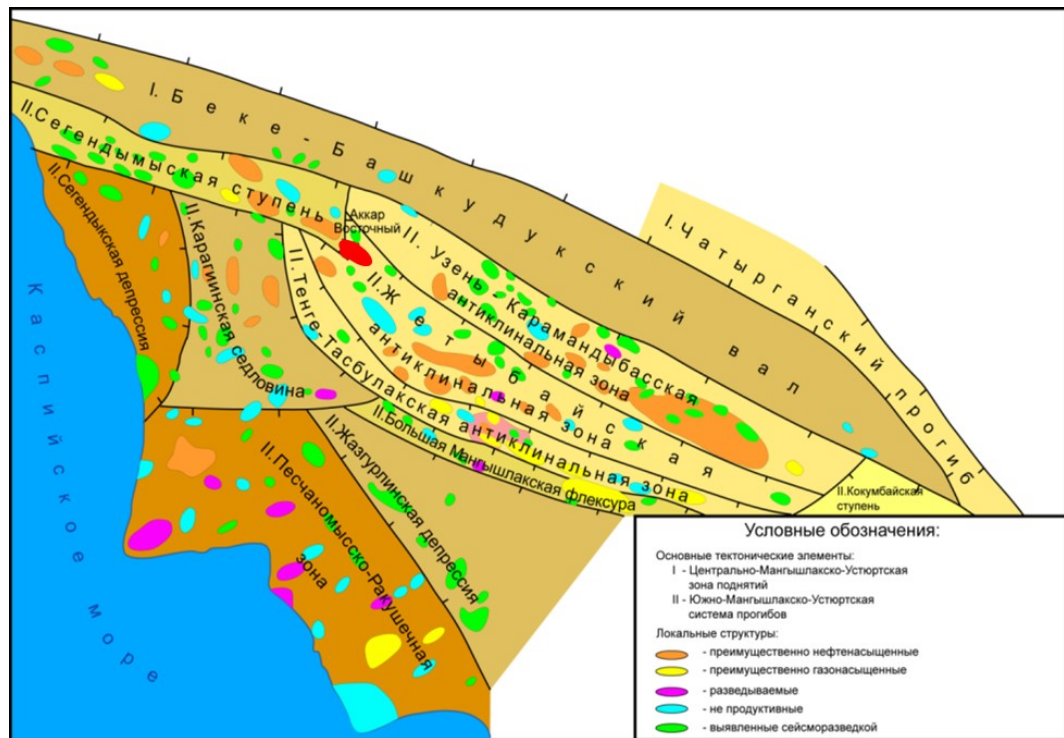 I. Беке-Башкудукский вал
II.Сегендымыская ступень
Аккар
Восточный
I.Чатырганский прогиб
II.Сегендыкская депрессия
II.Карагиинская седловина
II. Узень-Карамандыбасская
антиклинальная зона
II.Жетыбайская
антиклинальная зона
II.Тенге-Тасбулакская антиклинальная зона
II.Большая Мангышлакская флексура
II.Кокумбайская
ступень
II.Жазгурлинская депрессия
II.Песчаномысско-Ракушечная
зона
Каспийское море
Условные обозначения:
Основные тектонические элементы:
I - Центрально-Мангышлакско-Устюртская
зона поднятий
II - Южно-Мангышлакско-Устюртская
система прогибов
Локальные структуры:
- преимущественно нефтенасыщенные
- преимущественно газонасыщенные
- разведываемые
- не продуктивные
- выявленные сейсморазведкой